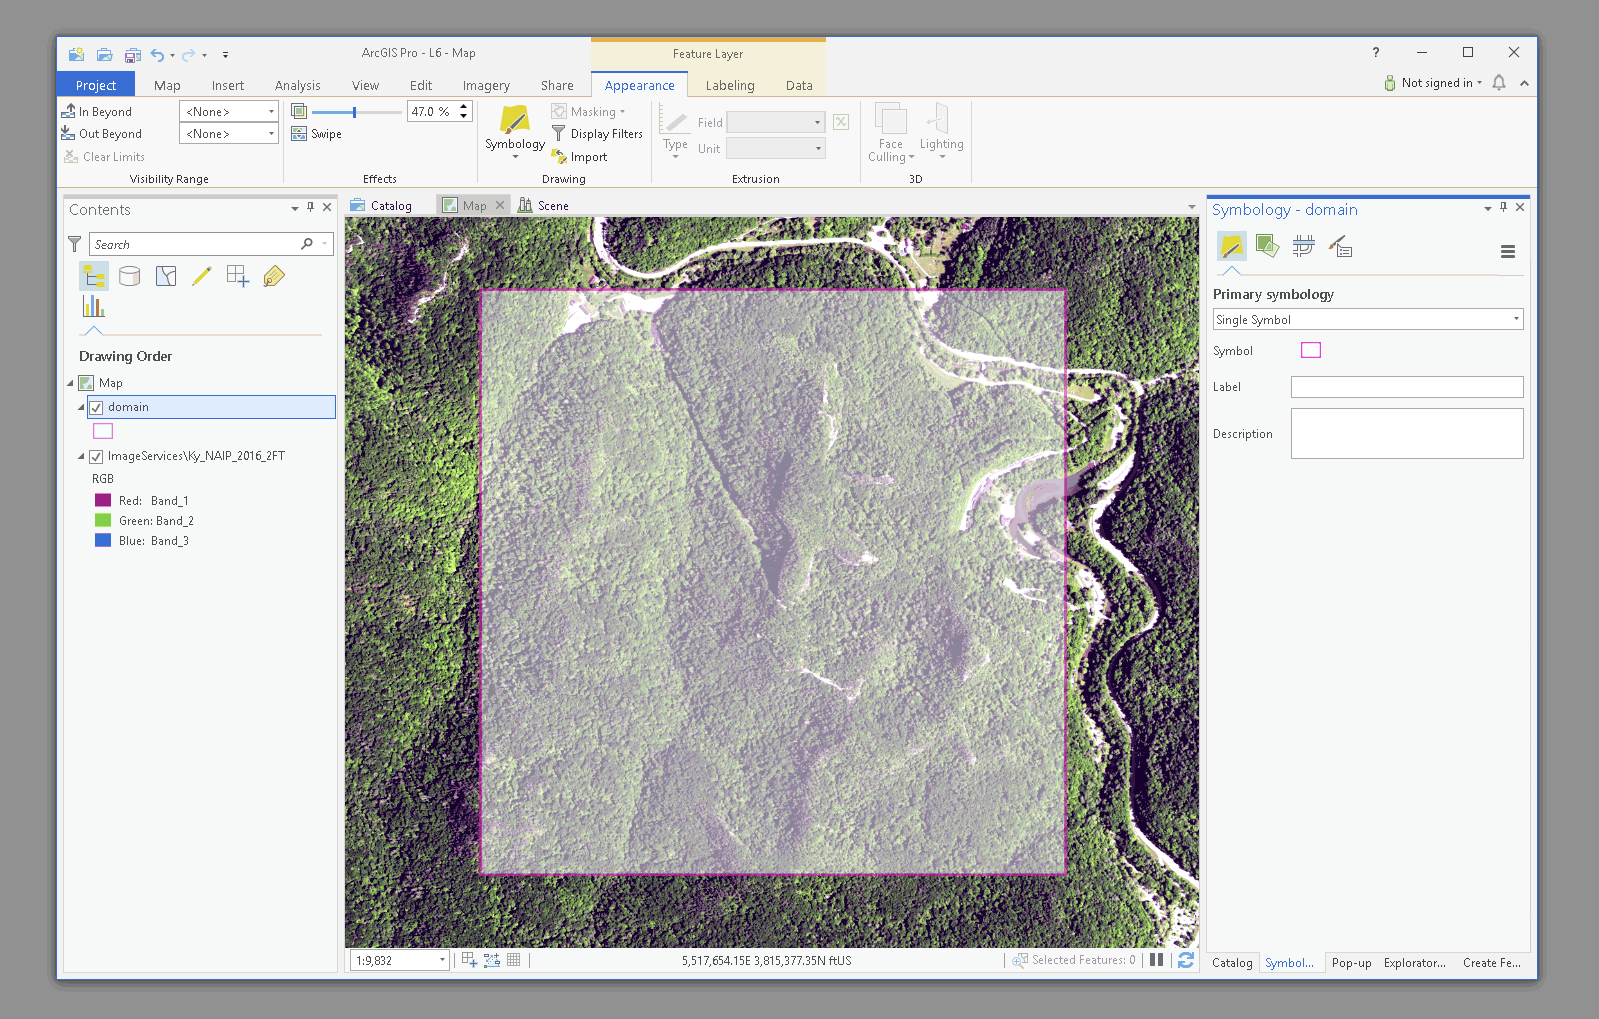 ArcGIS Pro - L6 - Map
Feature Layer
?
Project
Map
Insert
Analysis
View
Edit
Imagery
Share
Appearance
Labeling
Data
Not signed in
In Beyond
<None>
Out Beyond
<None>
Clear Limits
Visibility Range
47.0 %
Swipe
Effects
Symbology
Masking
Display Filters
Import
Drawing
Type
Field
Unit
Extrusion
Face
Culling
Lighting
3D
Contents
Search
Drawing Order
Map
domain
ImageServices\Ky_NAIP_2016_2FT
RGB
Red: Band_1
Green: Band_2
Blue: Band_3
Catalog
Map
Scene
1:9,832
5,517,654.15E 3,815,377.35N ftUS
Selected Features: 0
Symbology - domain
Primary symbology
Single Symbol
Symbol
Label
Description
Catalog
Symbol...
Pop-up
Explorator...
Create Fe...